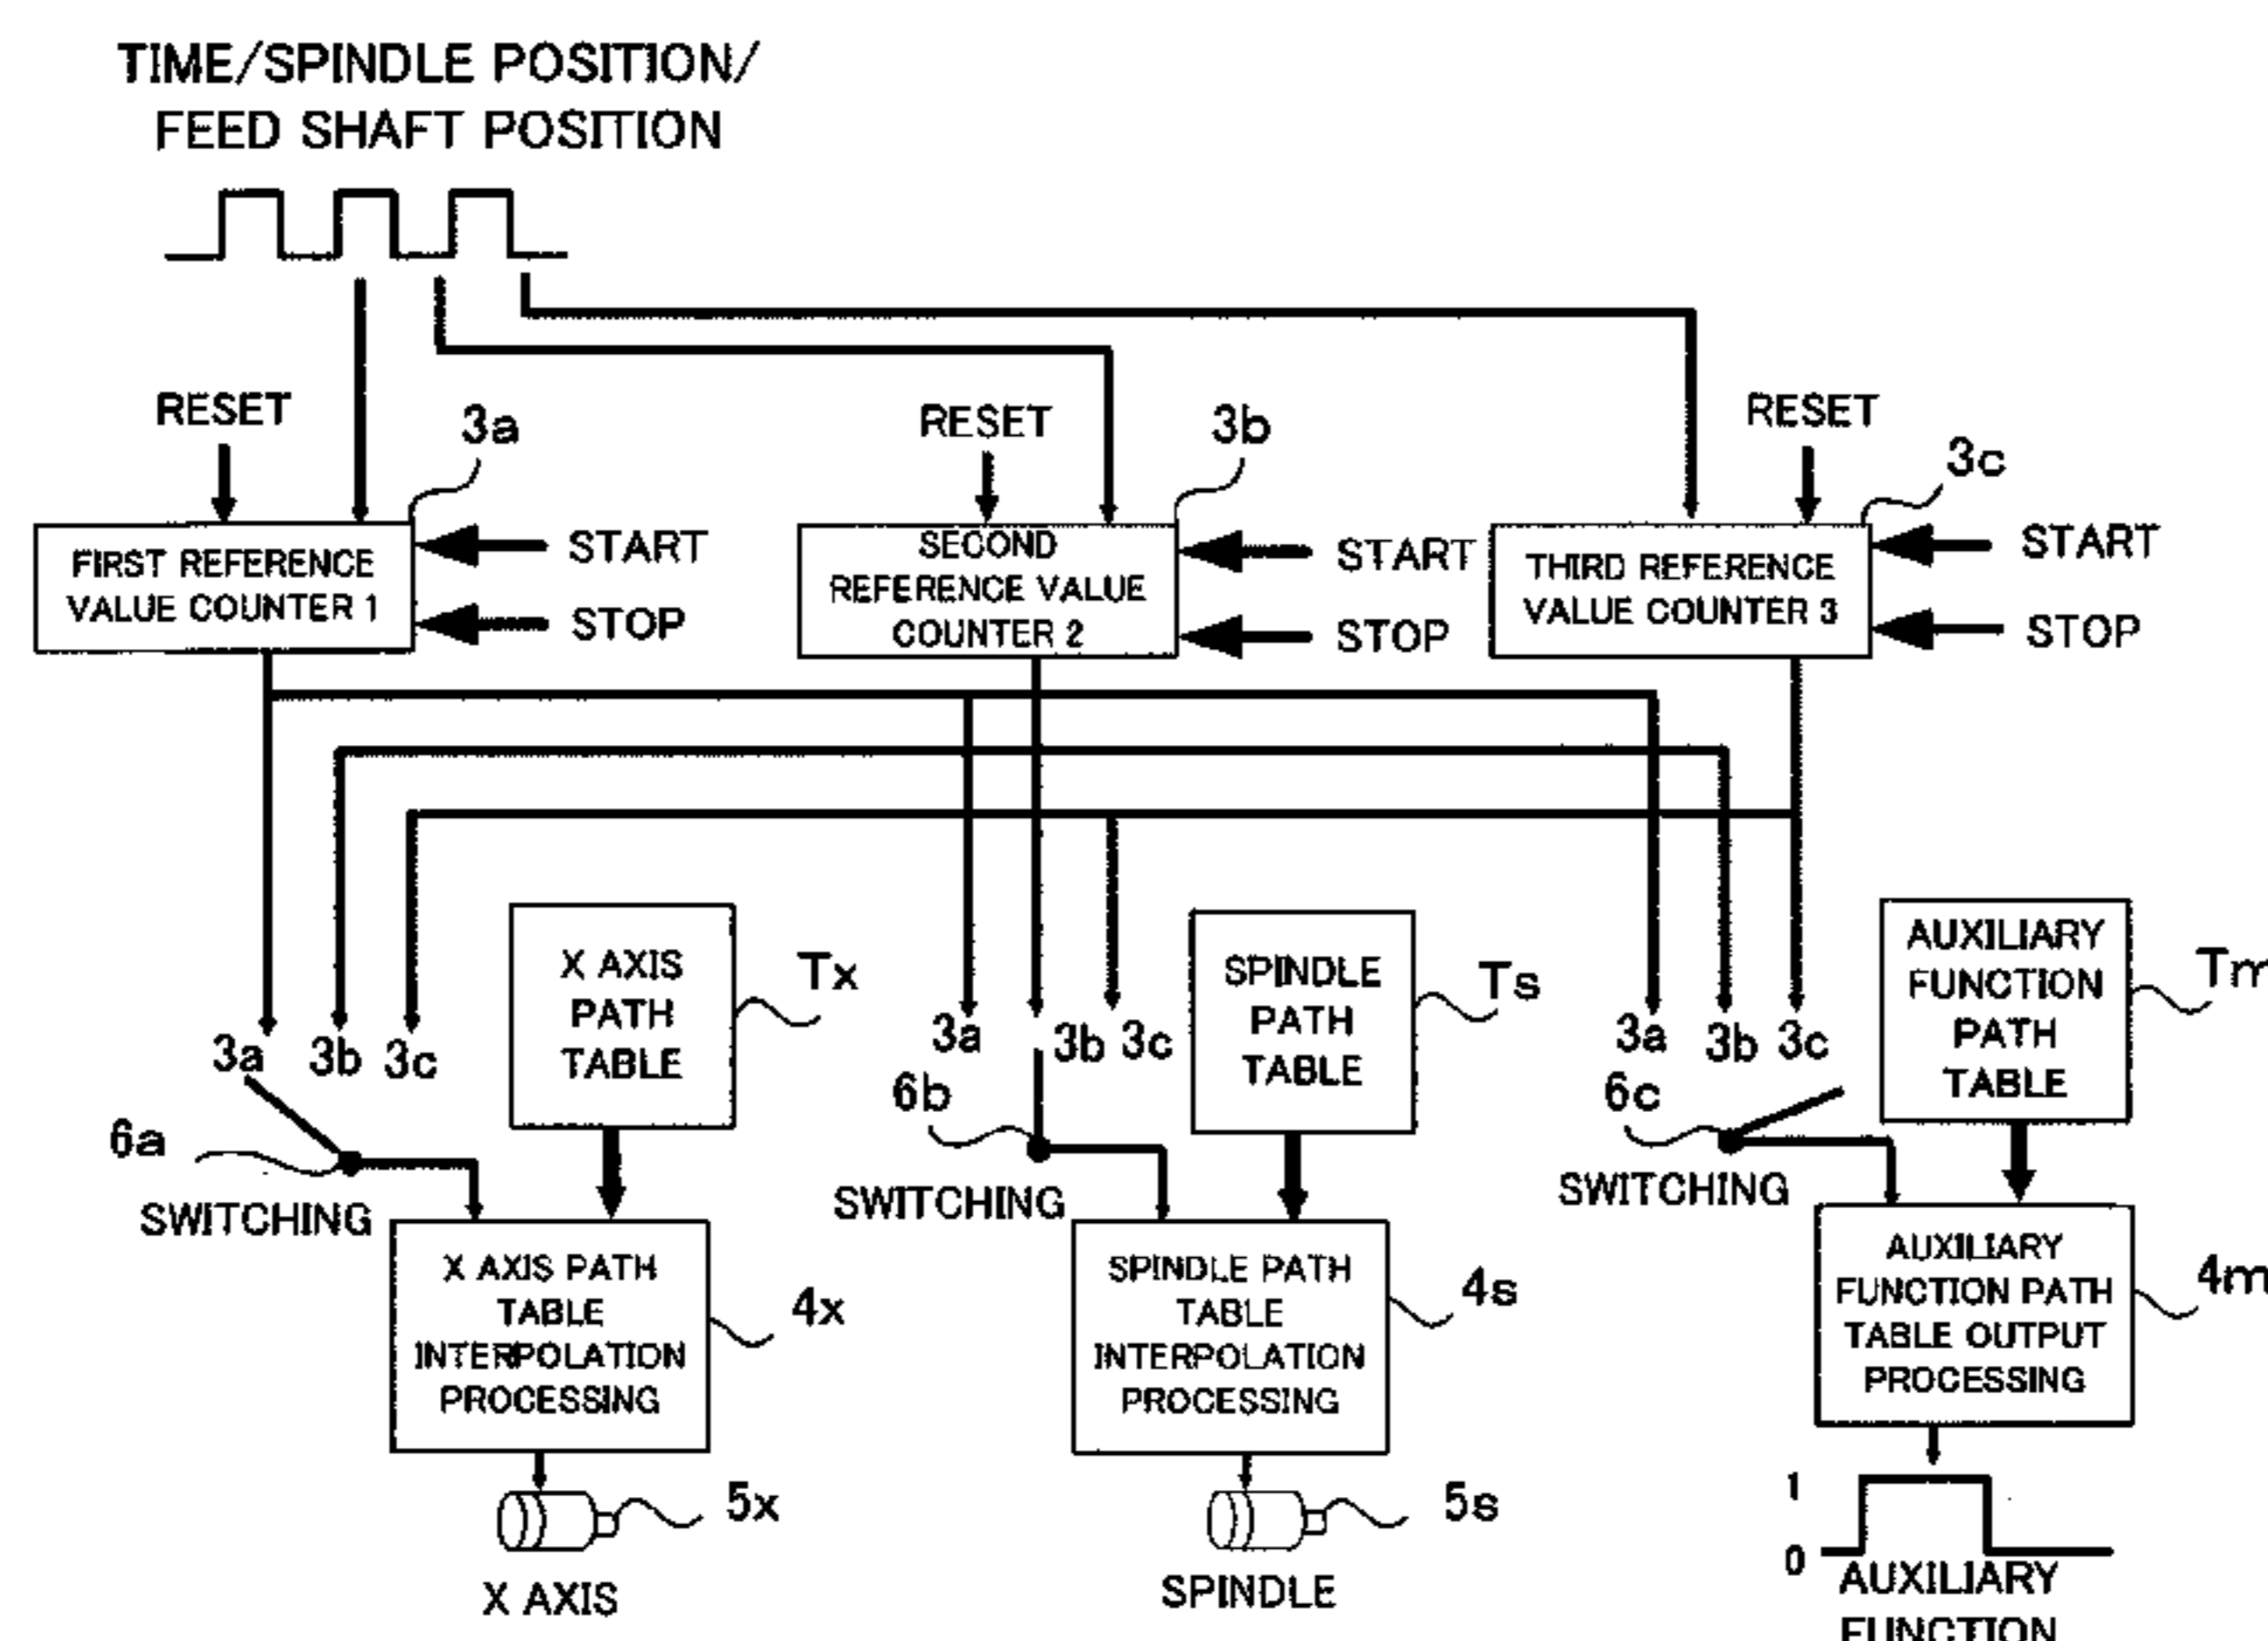 TIME/SPINDLE POSITION/
FEED SHAFT POSITION
RESET
3a
RESET
3b
RESET
3c
FIRST REFERENCE
VALUE COUNTER 1
START
STOP
SECOND
REFERENCE VALUE
COUNTER 2
START
STOP
THIRD REFERENCE
VALUE COUNTER 3
START
STOP
3a
3b
3c
X AXIS
PATH
TABLE
Tx
3a
3b
3c
SPINDLE
PATH
TABLE
Ts
3a
3b
3c
AUXILIARY
FUNCTION
PATH
TABLE
Tm
6a
SWITCHING
6b
SWITCHING
6c
SWITCHING
X AXIS PATH
TABLE
INTERPOLATION
PROCESSING
4x
SPINDLE PATH
TABLE
INTERPOLATION
PROCESSING
4s
AUXILIARY
FUNCTION PATH
TABLE OUTPUT
PROCESSING
4m
5x
X AXIS
5s
SPINDLE
1
0
AUXILIARY
FUNCTION